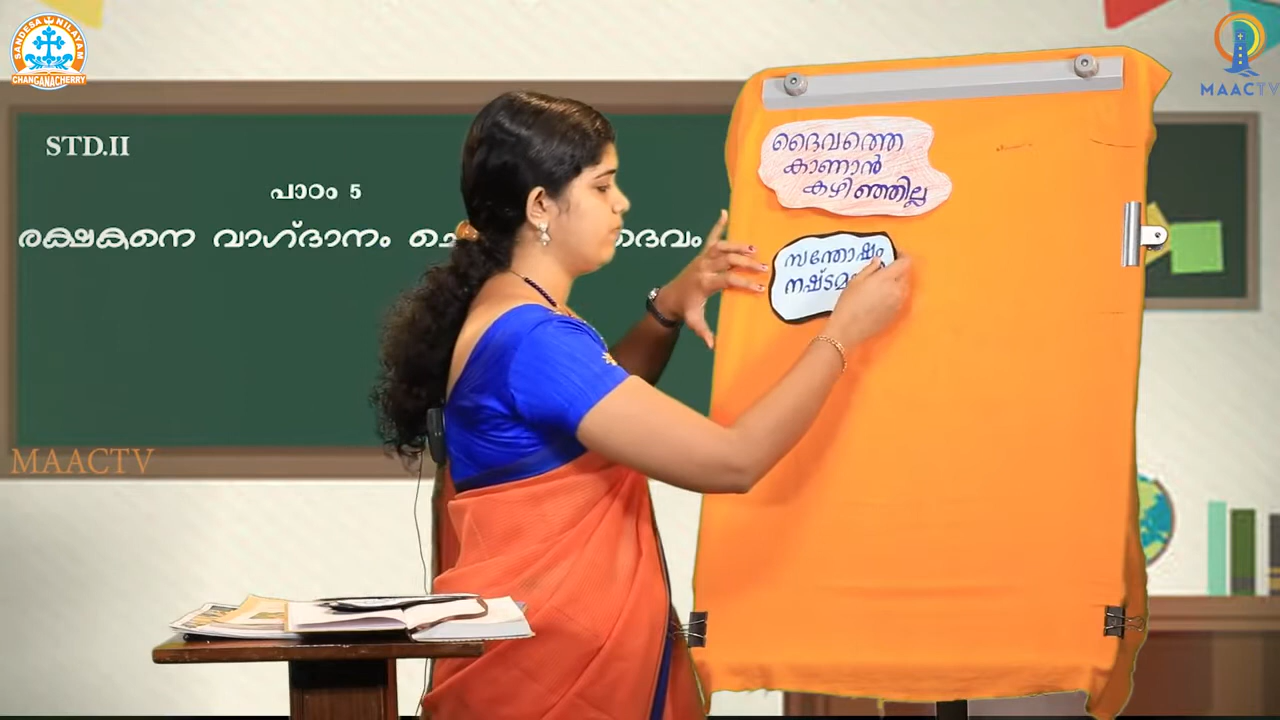 SANDESA NILAYAM
CHANGANACHERRY
MAACTV
STD.II
പാഠം 5
രക്ഷകനെ വാഗ്ദാനം
ദൈവത്തെ
കാണാൻ
കഴിഞ്ഞില്ല
സന്തോഷം
MAACTV